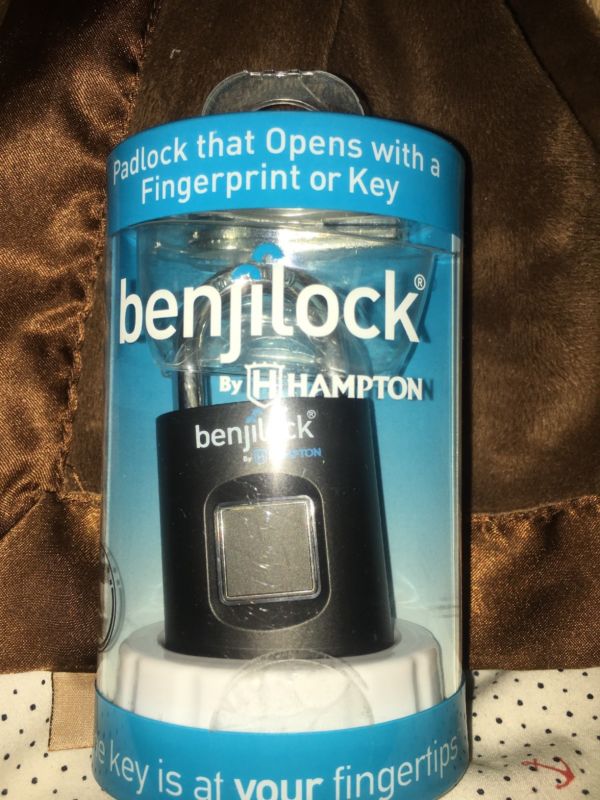 Padlock that Opens with a
Fingerprint or Key
benjilock®
By H HAMPTON
benjilock®
By HAMPTON
key is at your fingertips